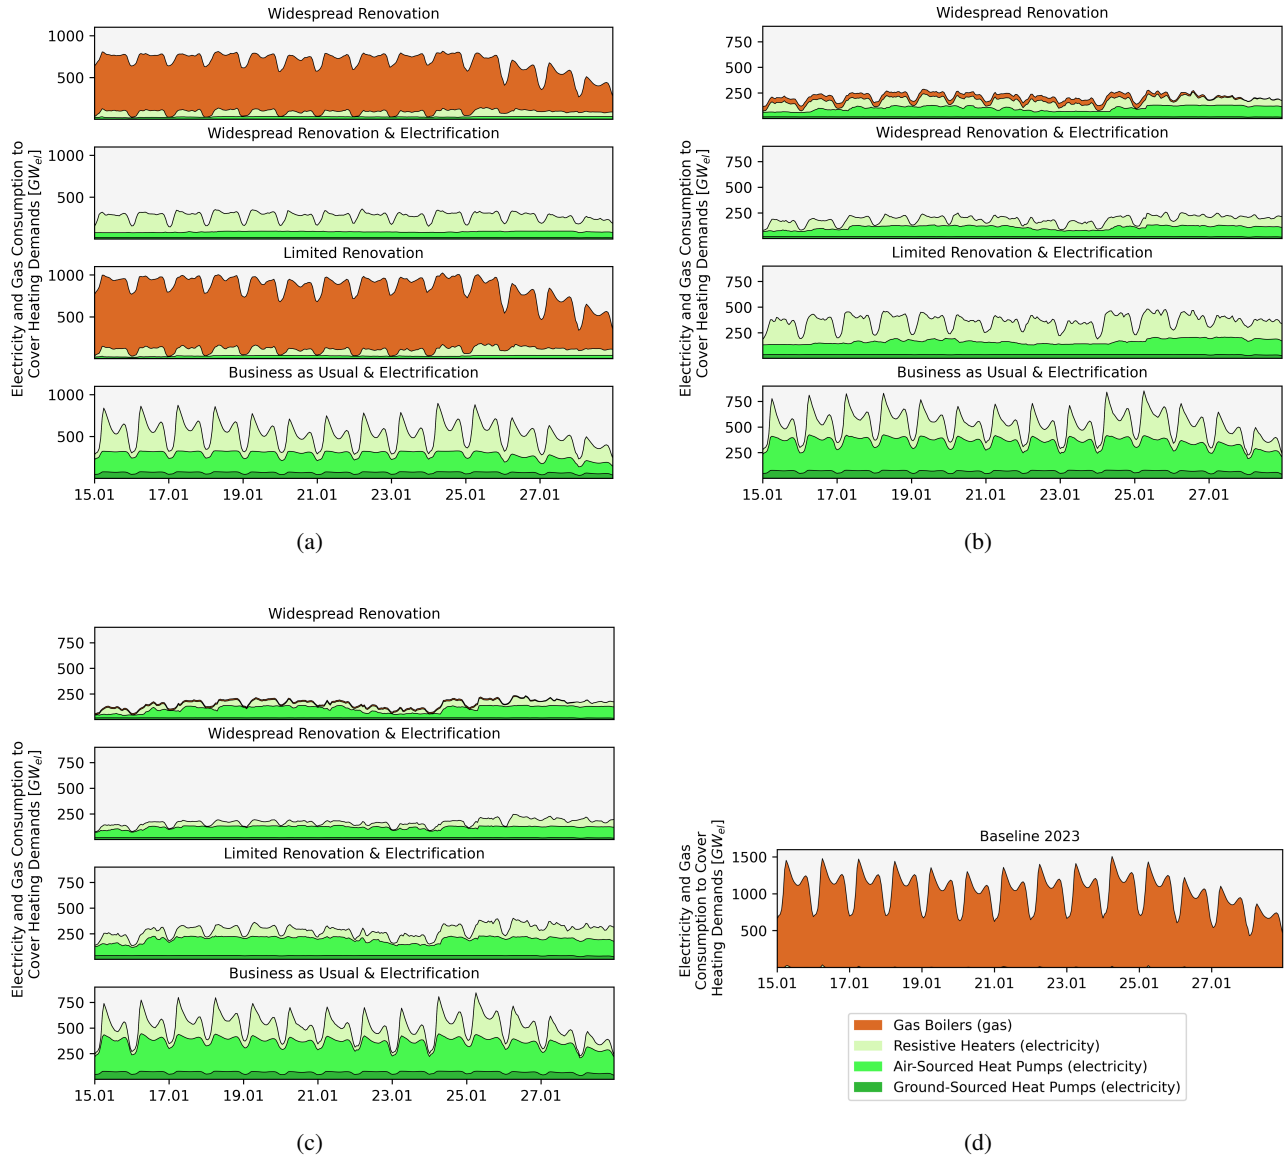 Widespread Renovation
1000
500
Widespread Renovation & Electrification
1000
500
Limited Renovation
1000
500
Business as Usual & Electrification
1000
500
15.01 17.01 19.01 21.01 23.01 25.01 27.01
Electricity and Gas Consumption to
Cover Heating Demands [GW_el]
(a)
Widespread Renovation
750
500
250
Widespread Renovation & Electrification
750
500
250
Limited Renovation & Electrification
750
500
250
Business as Usual & Electrification
750
500
250
15.01 17.01 19.01 21.01 23.01 25.01 27.01
Electricity and Gas Consumption to
Cover Heating Demands [GW_el]
(b)
Widespread Renovation
750
500
250
Widespread Renovation & Electrification
750
500
250
Limited Renovation & Electrification
750
500
250
Business as Usual & Electrification
750
500
250
15.01 17.01 19.01 21.01 23.01 25.01 27.01
Electricity and Gas Consumption to
Cover Heating Demands [GW_el]
(c)
Baseline 2023
1500
1000
500
15.01 17.01 19.01 21.01 23.01 25.01 27.01
Electricity and Gas
Consumption to Cover
Heating Demands [GW_el]
Gas Boilers (gas)
Resistive Heaters (electricity)
Air-Sourced Heat Pumps (electricity)
Ground-Sourced Heat Pumps (electricity)
(d)